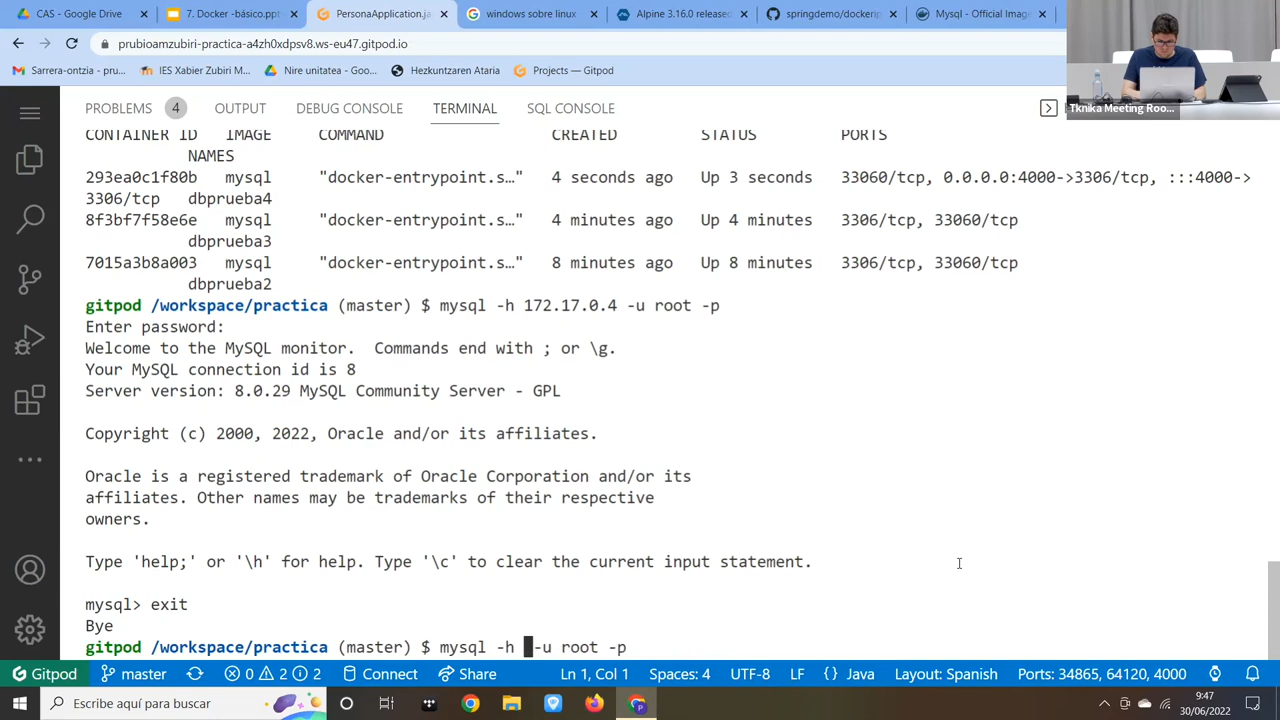 CAS - Google Drive
7. Docker -básico.ppt
PersonaApplication.ja
windows sobre linux
Alpine 3.16.0 released
springdemo/dockerip
Mysql - Official Imag
prubioamzubiri-practica-a4zh0xdpsv8.ws-eu47.gitpod.io
Sarrera-ontzia - pru...
IES Xabier Zubiri M...
Nire unitatea - Goo...
Hezkuntzaren Ataria
Projects — Gitpod
Tknika Meeting Roo...
PROBLEMS 4 OUTPUT DEBUG CONSOLE TERMINAL SQL CONSOLE
CONTAINER ID IMAGE COMMAND CREATED STATUS PORTS
NAMES
293ea0c1f80b mysql "docker-entrypoint.s…" 4 seconds ago Up 3 seconds 33060/tcp, 0.0.0.0:4000->3306/tcp, :::4000->
3306/tcp dbprueba4
8f3bf7f58e6e mysql "docker-entrypoint.s…" 4 minutes ago Up 4 minutes 3306/tcp, 33060/tcp
dbprueba3
7015a3b8a003 mysql "docker-entrypoint.s…" 8 minutes ago Up 8 minutes 3306/tcp, 33060/tcp
dbprueba2
gitpod /workspace/practica (master) $ mysql -h 172.17.0.4 -u root -p
Enter password:
Welcome to the MySQL monitor. Commands end with ; or \g.
Your MySQL connection id is 8
Server version: 8.0.29 MySQL Community Server - GPL
Copyright (c) 2000, 2022, Oracle and/or its affiliates.
Oracle is a registered trademark of Oracle Corporation and/or its
affiliates. Other names may be trademarks of their respective
owners.
Type 'help;' or '\h' for help. Type '\c' to clear the current input statement.
mysql> exit
Bye
gitpod /workspace/practica (master) $ mysql -h -u root -p
Gitpod master 0 2 2 Connect Share Ln 1, Col 1 Spaces: 4 UTF-8 LF {} Java Layout: Spanish Ports: 34865, 64120, 4000
Escribe aquí para buscar
9:47
30/06/2022